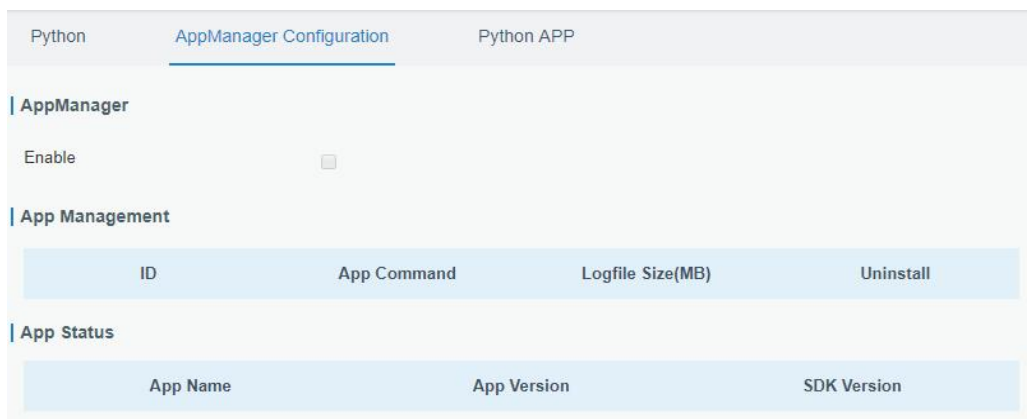 Python AppManager Configuration Python APP
AppManager
Enable
App Management
ID App Command Logfile Size(MB) Uninstall
App Status
App Name App Version SDK Version